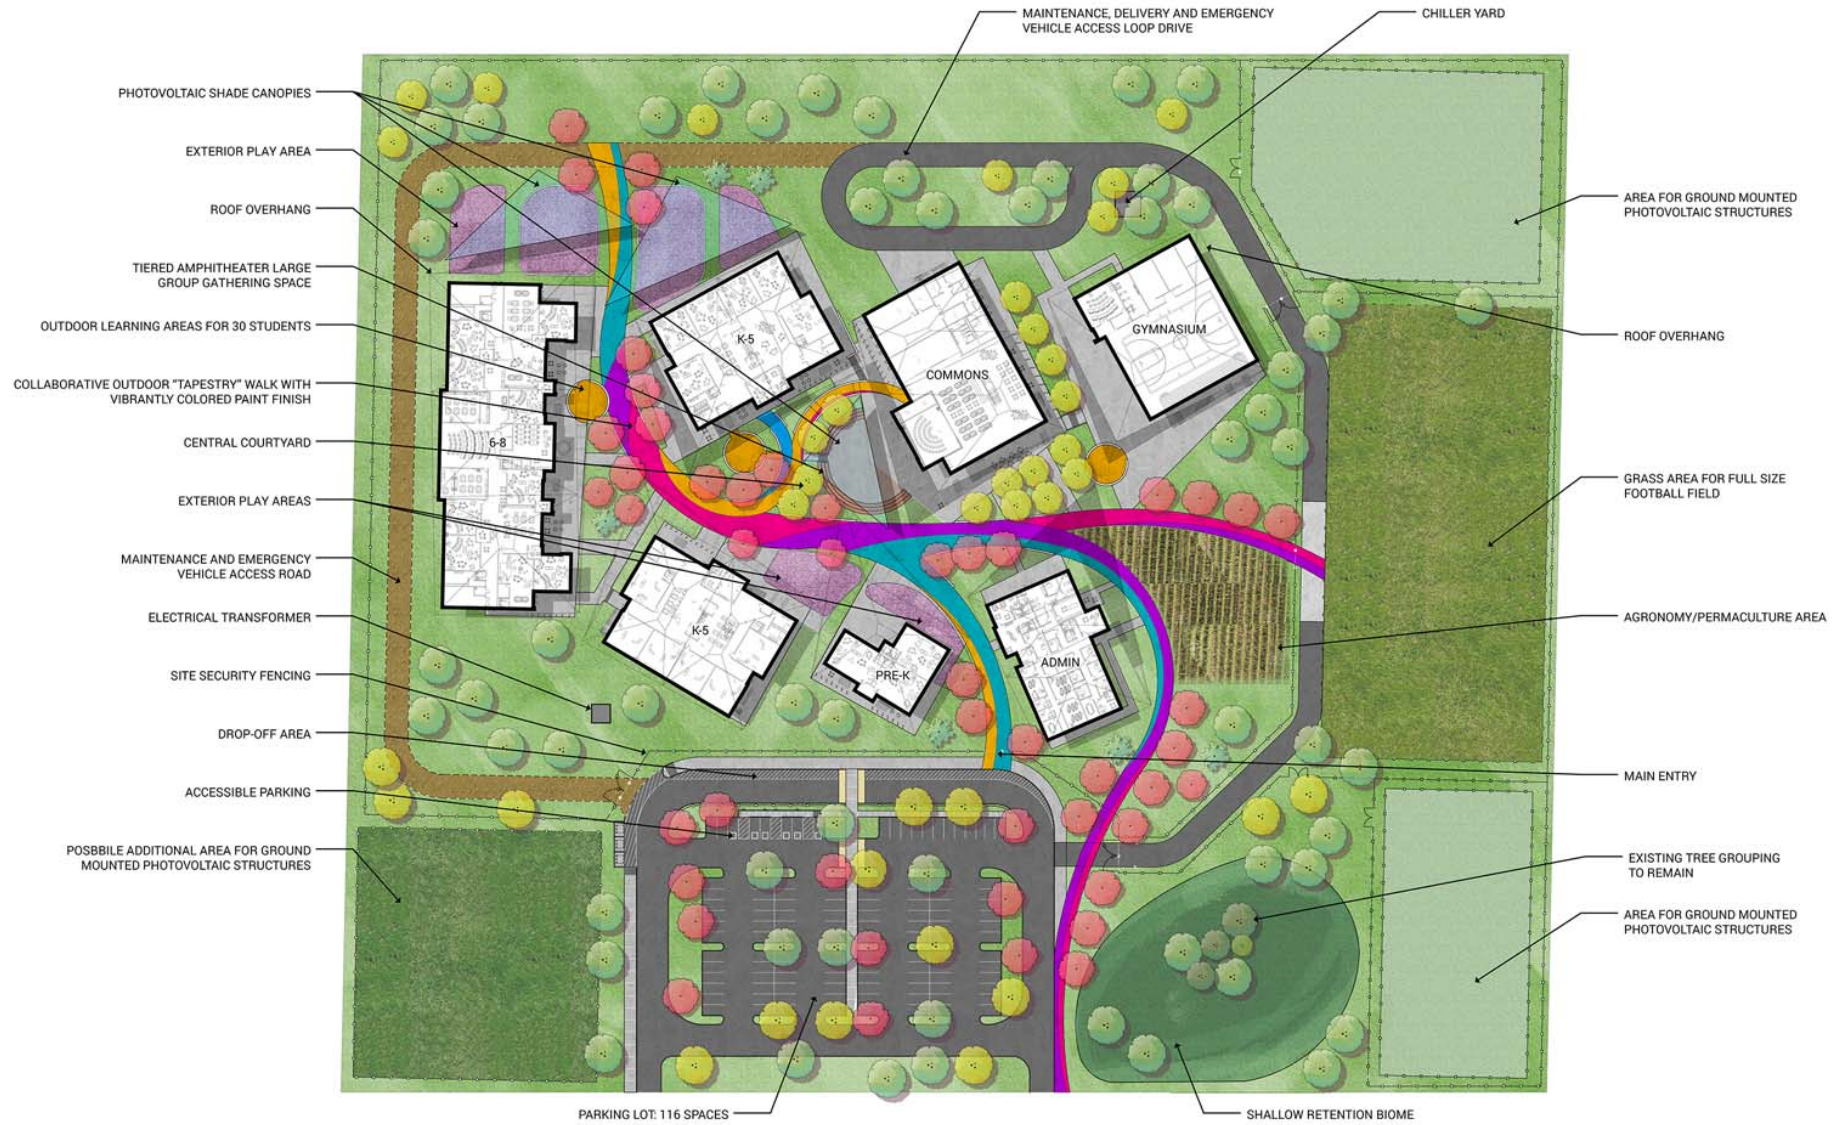 MAINTENANCE, DELIVERY AND EMERGENCY
VEHICLE ACCESS LOOP DRIVE
CHILLER YARD
PHOTOVOLTAIC SHADE CANOPIES
EXTERIOR PLAY AREA
ROOF OVERHANG
TIERED AMPHITHEATER LARGE
GROUP GATHERING SPACE
OUTDOOR LEARNING AREAS FOR 30 STUDENTS
COLLABORATIVE OUTDOOR “TAPESTRY” WALK WITH
VIBRANTLY COLORED PAINT FINISH
CENTRAL COURTYARD
EXTERIOR PLAY AREAS
MAINTENANCE AND EMERGENCY
VEHICLE ACCESS ROAD
ELECTRICAL TRANSFORMER
SITE SECURITY FENCING
DROP-OFF AREA
ACCESSIBLE PARKING
POSBBILE ADDITIONAL AREA FOR GROUND
MOUNTED PHOTOVOLTAIC STRUCTURES
K-5
COMMONS
GYMNASIUM
6-8
K-5
PRE-K
ADMIN
AREA FOR GROUND MOUNTED
PHOTOVOLTAIC STRUCTURES
ROOF OVERHANG
GRASS AREA FOR FULL SIZE
FOOTBALL FIELD
AGRONOMY/PERMACULTURE AREA
MAIN ENTRY
EXISTING TREE GROUPING
TO REMAIN
AREA FOR GROUND MOUNTED
PHOTOVOLTAIC STRUCTURES
PARKING LOT: 116 SPACES
SHALLOW RETENTION BIOME